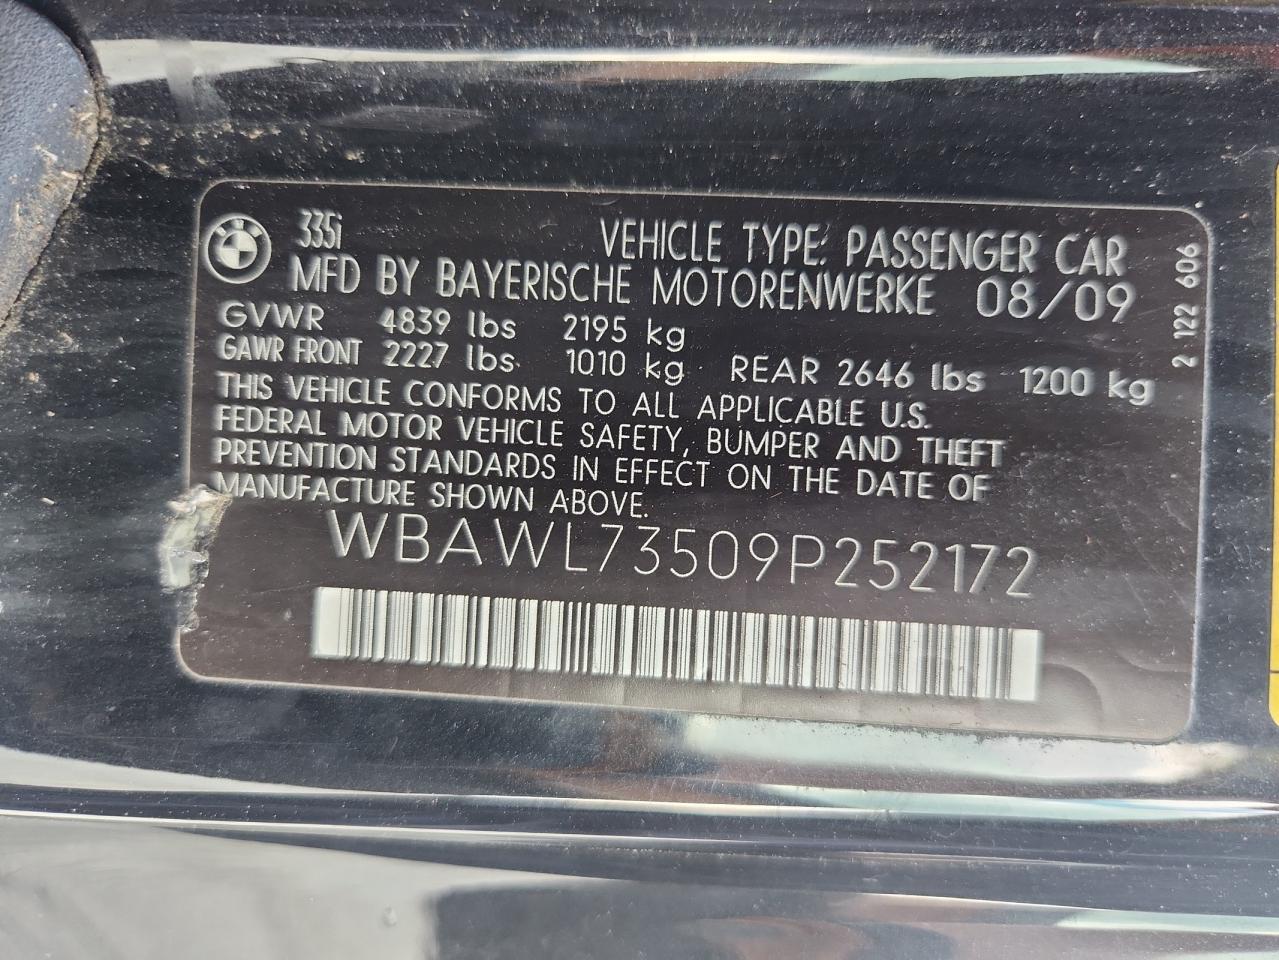 335i VEHICLE TYPE: PASSENGER CAR
MFD BY BAYERISCHE MOTORENWERKE 08/09
GVWR 4839 lbs 2195 kg
GAWR FRONT 2227 lbs 1010 kg REAR 2646 lbs 1200 kg
THIS VEHICLE CONFORMS TO ALL APPLICABLE U.S.
FEDERAL MOTOR VEHICLE SAFETY, BUMPER AND THEFT
PREVENTION STANDARDS IN EFFECT ON THE DATE OF
MANUFACTURE SHOWN ABOVE.
WBAWL73509P252172
2 122 606